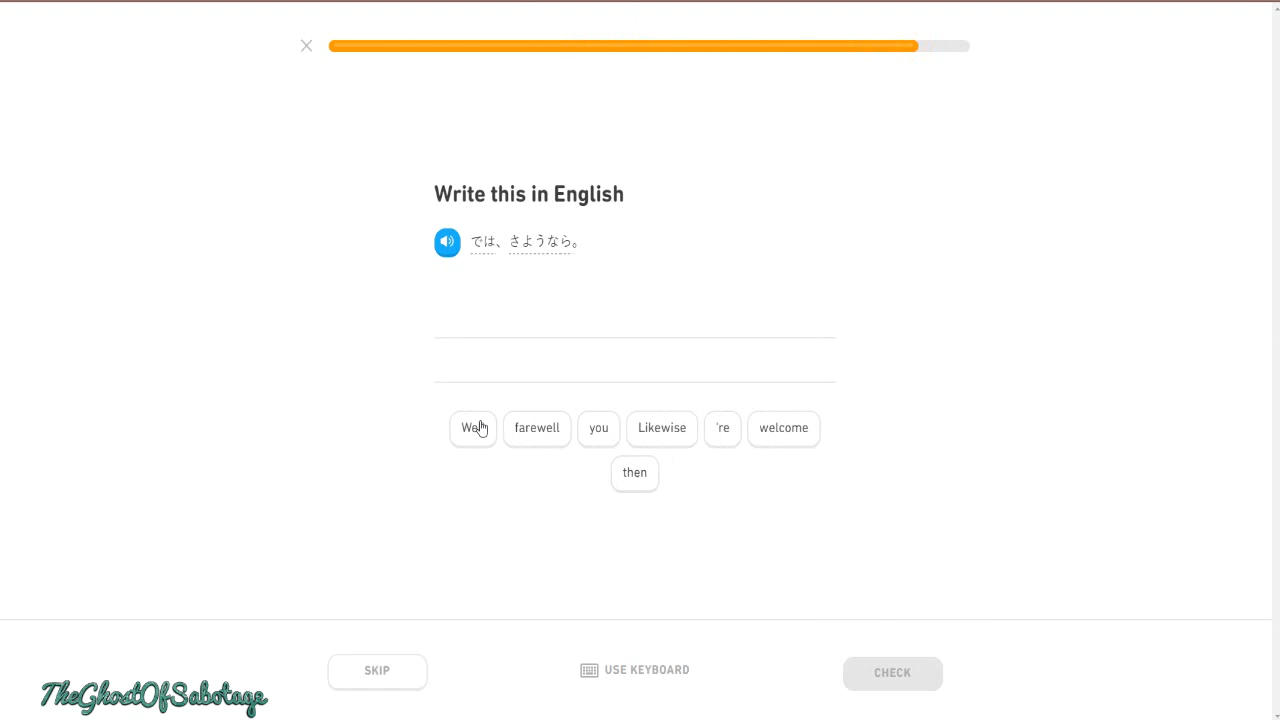 Write this in English
では、さようなら。
farewell
you
Likewise
're
welcome
then
SKIP
USE KEYBOARD
CHECK
TheGhostOfSabotage